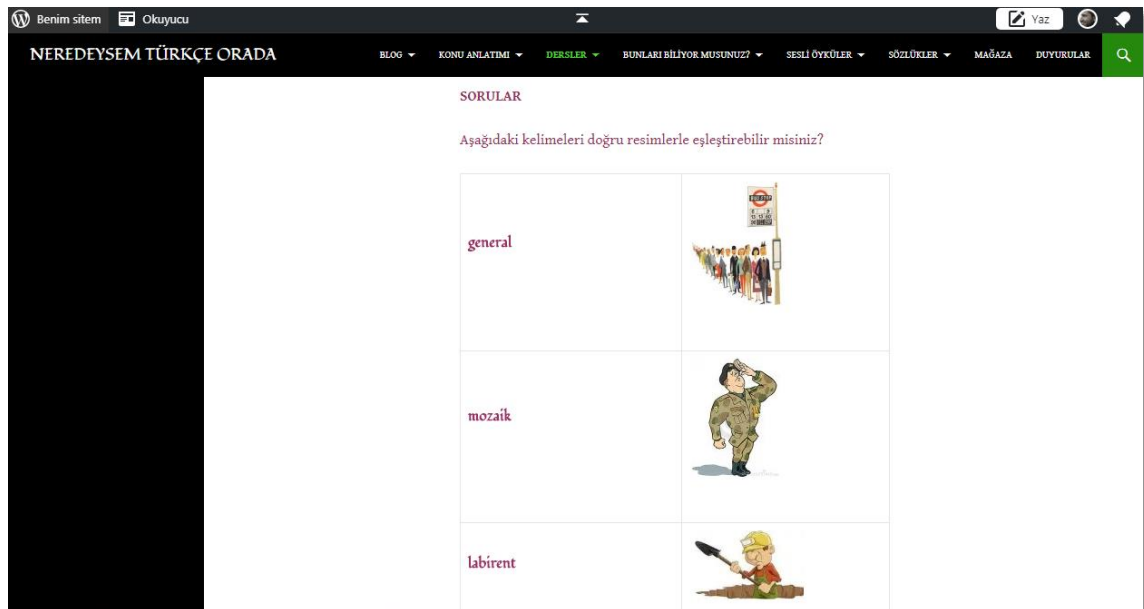 Benim sitem Okuyucu Yaz
NEREDEYSEM TÜRKÇE ORADA BLOG KONU ANLATIMI DERSLER BUNLARI BİLİYOR MUSUNUZ? SESLİ ÖYKÜLER SÖZLÜKLER MAĞAZA DUYURULAR
SORULAR
Aşağıdaki kelimeleri doğru resimlerle eşleştirebilir misiniz?
general
mozaik
labirent